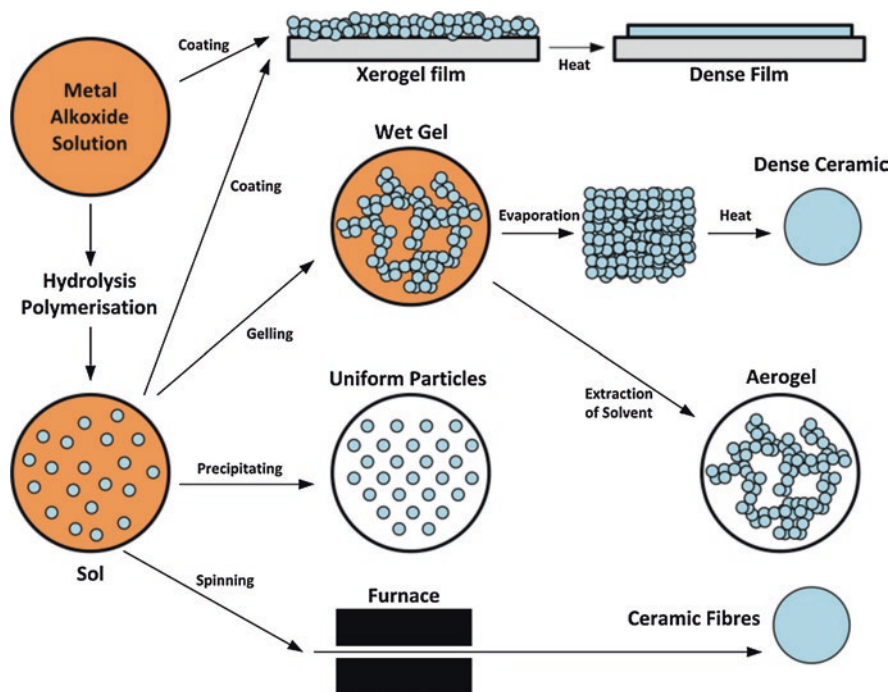 Coating
Metal
Alkoxide
Solution
Xerogel film
Heat
Dense Film
Wet Gel
Coating
Evaporation
Heat
Dense Ceramic
Hydrolysis
Polymerisation
Gelling
Uniform Particles
Extraction
of Solvent
Aerogel
Precipitating
Sol
Spinning
Furnace
Ceramic Fibres